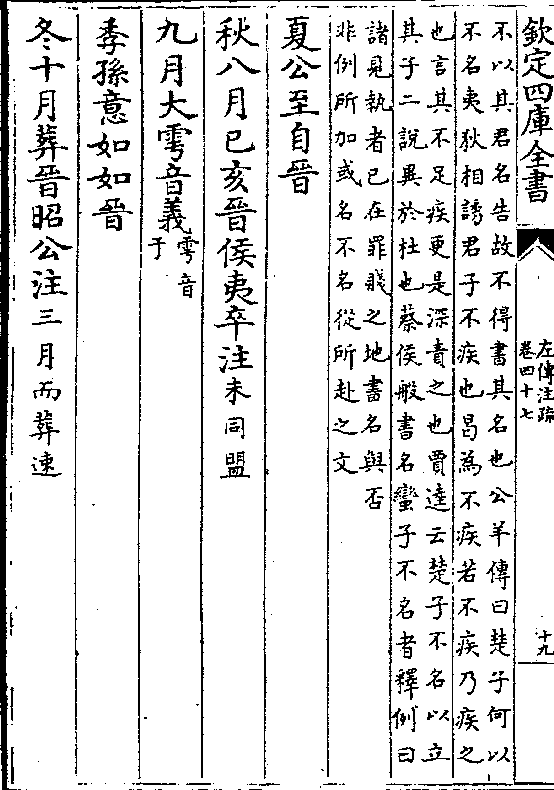 欽定四庫全書
左傳注疏
卷四十七
十九
不以其君名告故不得書其名也公羊傳曰楚子何以
不名夷狄相誘君子不疾也曷為不疾若不疾乃疾之
也言其不足疾更是深責之也賈逵云楚子不名以立
其子二說異於杜也蔡侯般書名蠻子不名者釋例曰
諸見執者已在罪賤之地書名與否
非例所加或名不名從所赴之文
夏公至自晉
秋八月己亥晉侯夷卒注未同盟
九月大雩音義雩音于
季孫意如如晉
冬十月葬晉昭公注三月而葬速